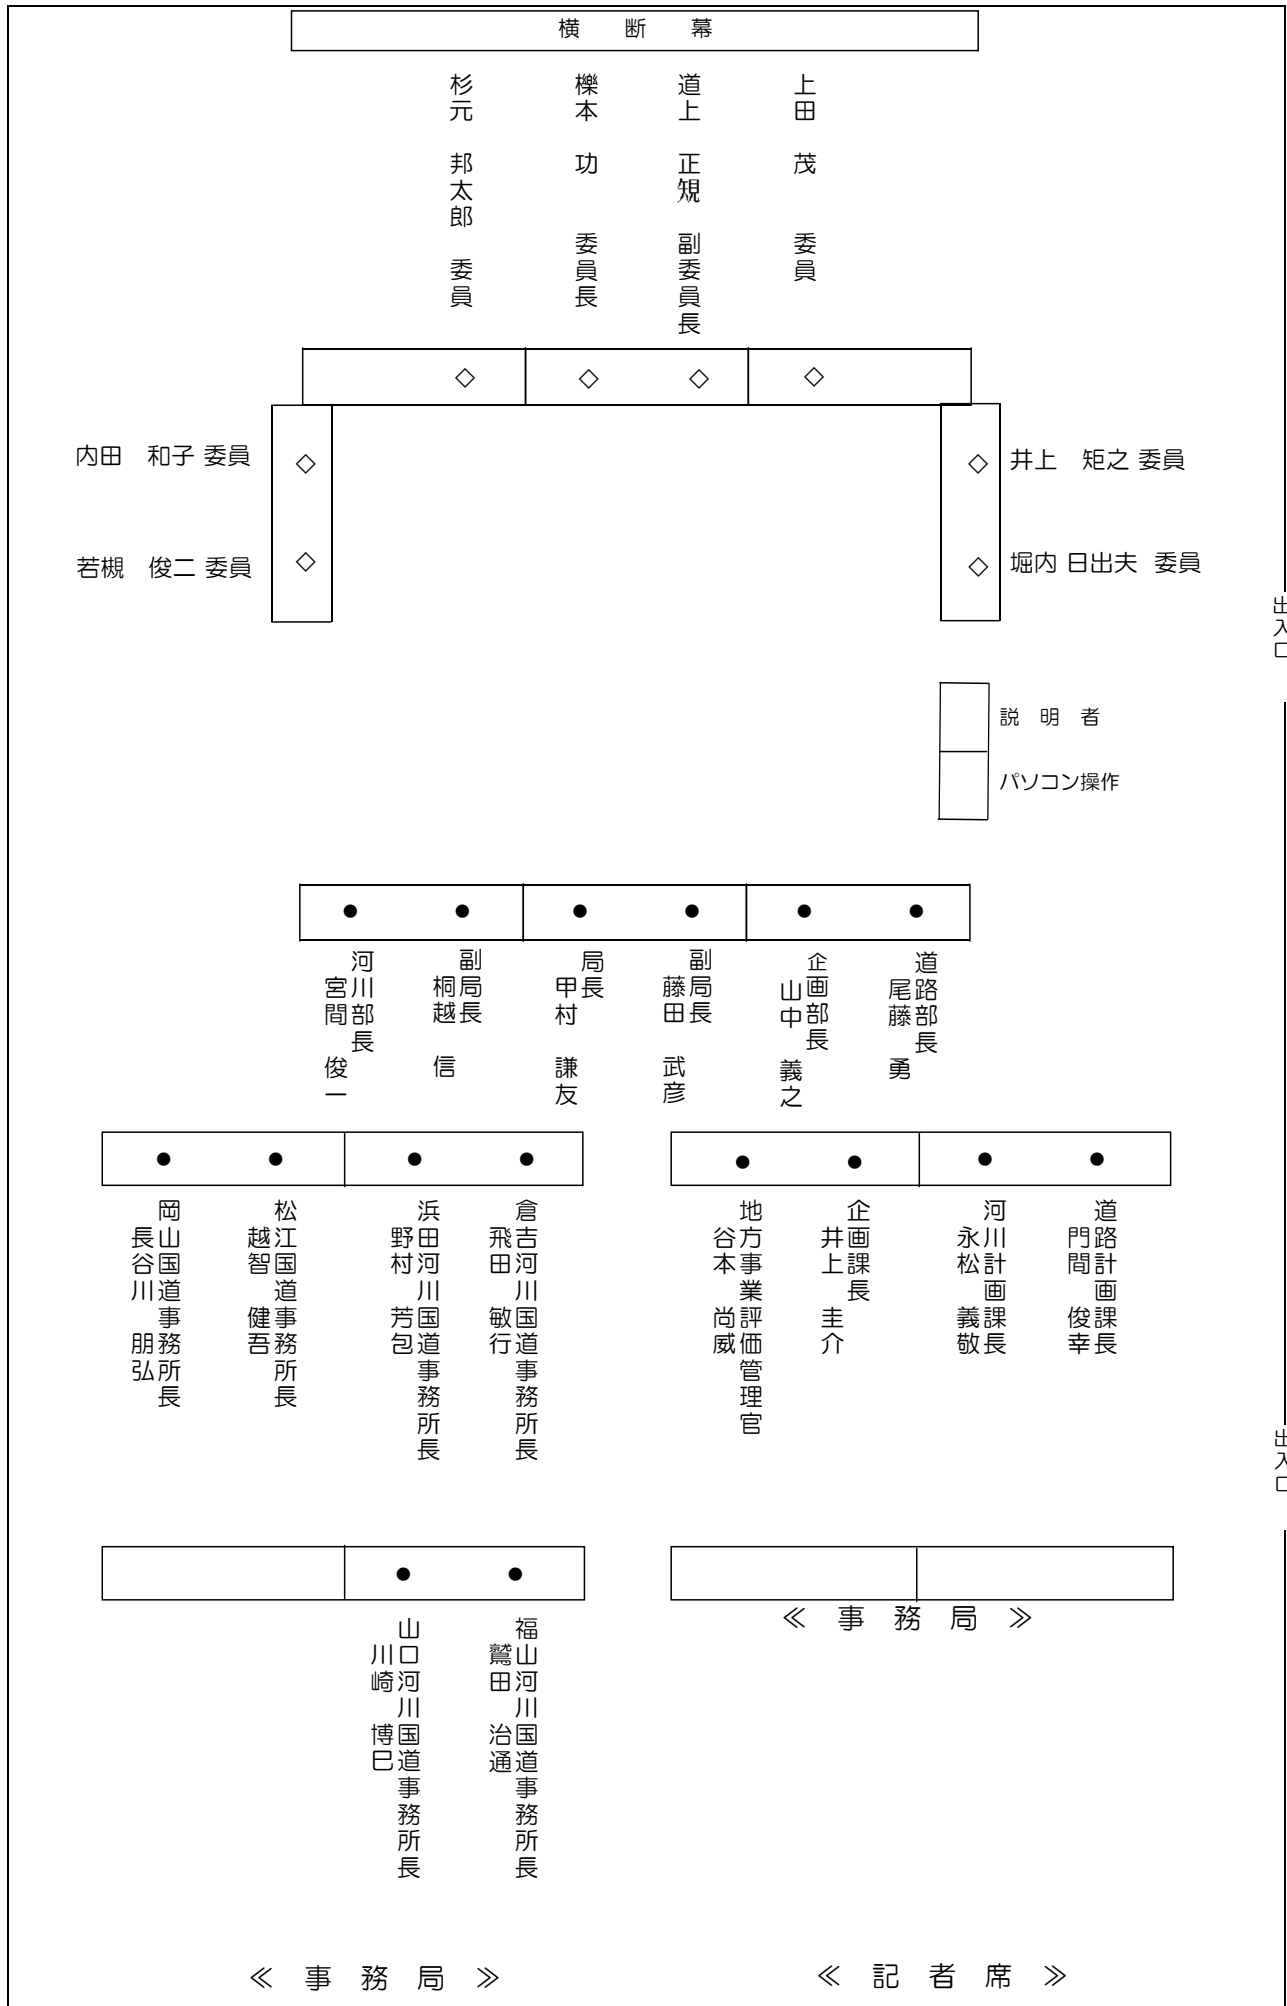 横　断　幕
杉元　邦太郎　委員
櫟本　功　　委員長
道上　正䂓　副委員長
上田　茂　　委員
内田　和子 委員
井上　矩之 委員
若槻　俊二 委員
堀内 日出夫 委員
出入口
説　明　者
パソコン操作
河川部長
宮間　俊一
副局長
桐越　信
局長
甲村　謙友
副局長
藤田　武彦
企画部長
山中　義之
道路部長
尾藤　勇
岡山国道事務所長
長谷川　朋弘
松江国道事務所長
越智　健吾
浜田河川国道事務所長
野村　芳包
倉吉河川国道事務所長
飛田　敏行
地方事業評価管理官
谷本　尚威
企画課長
井上　圭介
河川計画課長
永松　義敬
道路計画課長
門間　俊幸
出入口
山口河川国道事務所長
川崎　博巳
福山河川国道事務所長
鷲田　治通
≪　事　務　局　≫
≪　事　務　局　≫
≪　記　者　席　≫